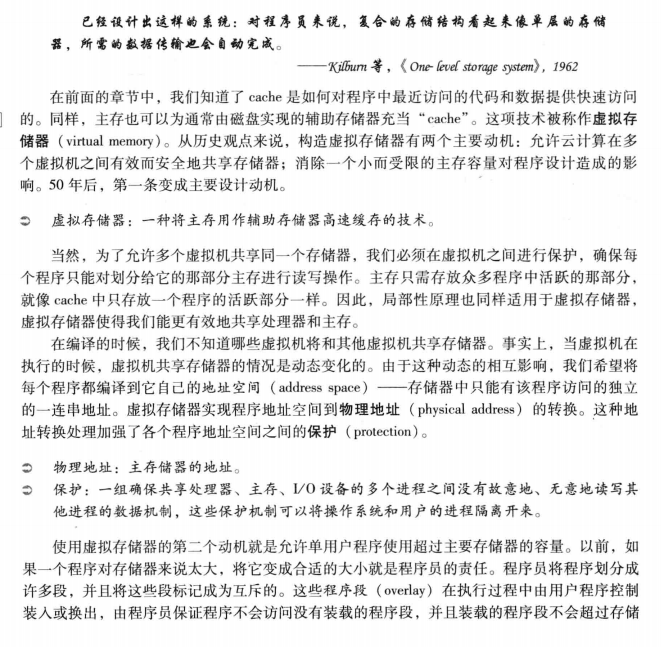 已经设计出这样的系统：对程序员来说，复合的存储结构看起来像单层的存储
器，所需的数据传输也会自动完成。
——Kilburn 等，《One-level storage system》，1962
在前面的章节中，我们知道了 cache 是如何对程序中最近访问的代码和数据提供快速访问
的。同样，主存也可以为通常由磁盘实现的辅助存储器充当“cache”。这项技术被称作虚拟存
储器（virtual memory）。从历史观点来说，构造虚拟存储器有两个主要动机：允许云计算在多
个虚拟机之间有效而安全地共享存储器；消除一个小而受限的主存容量对程序设计造成的影
响。50 年后，第一条变成主要设计动机。
➲ 虚拟存储器：一种将主存用作辅助存储器高速缓存的技术。
当然，为了允许多个虚拟机共享同一个存储器，我们必须在虚拟机之间进行保护，确保每
个程序只能对划分给它的那部分主存进行读写操作。主存只需存放众多程序中活跃的那部分，
就像 cache 中只存放一个程序的活跃部分一样。因此，局部性原理也同样适用于虚拟存储器，
虚拟存储器使得我们能更有效地共享处理器和主存。
在编译的时候，我们不知道哪些虚拟机将和其他虚拟机共享存储器。事实上，当虚拟机在
执行的时候，虚拟机共享存储器的情况是动态变化的。由于这种动态的相互影响，我们希望将
每个程序都编译到它自己的地址空间（address space）——存储器中只能有该程序访问的独立
的一连串地址。虚拟存储器实现程序地址空间到物理地址（physical address）的转换。这种地
址转换处理加强了各个程序地址空间之间的保护（protection）。
➲ 物理地址：主存储器的地址。
➲ 保护：一组确保共享处理器、主存、I/O 设备的多个进程之间没有故意地、无意地读写其
他进程的数据机制，这些保护机制可以将操作系统和用户的进程隔离开来。
使用虚拟存储器的第二个动机就是允许单用户程序使用超过主要存储器的容量。以前，如
果一个程序对存储器来说太大，将它变成合适的大小就是程序员的责任。程序员将程序划分成
许多段，并且将这些段标记成为互斥的。这些程序段（overlay）在执行过程中由用户程序控制
装入或换出，由程序员保证程序不会访问没有装载的程序段，并且装载的程序段不会超过存储